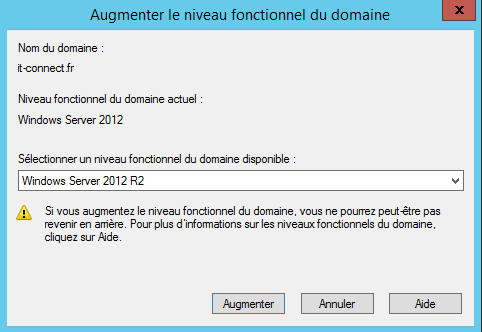 Augmenter le niveau fonctionnel du domaine
x
Nom du domaine :
it-connect.fr
Niveau fonctionnel du domaine actuel :
Windows Server 2012
Sélectionner un niveau fonctionnel du domaine disponible :
Windows Server 2012 R2
Si vous augmentez le niveau fonctionnel du domaine, vous ne pourrez peut-être pas
revenir en arrière. Pour plus d'informations sur les niveaux fonctionnels du domaine,
cliquez sur Aide.
Augmenter Annuler Aide